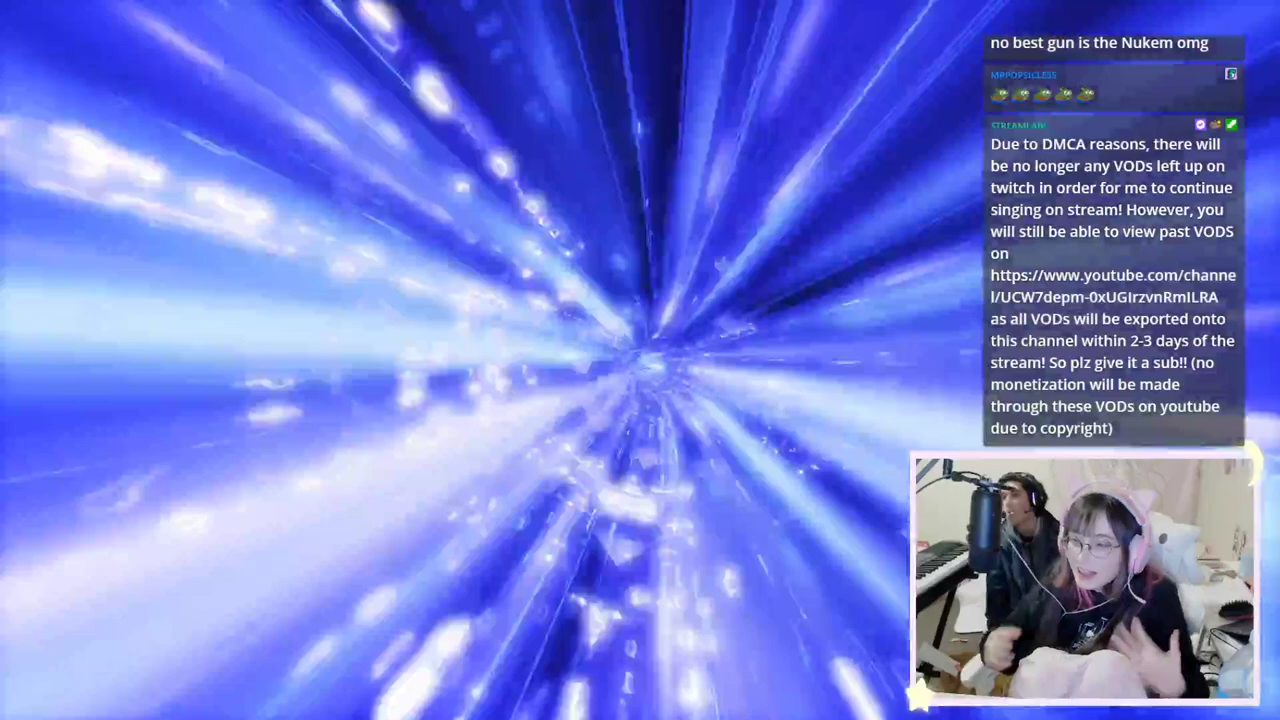 no best gun is the Nukem omg
MRPOPSICLESS
STREAMLABS
Due to DMCA reasons, there will
be no longer any VODs left up on
twitch in order for me to continue
singing on stream! However, you
will still be able to view past VODS
on
https://www.youtube.com/channe
l/UCW7depm-0xUGIrzvnRmILRA
as all VODs will be exported onto
this channel within 2-3 days of the
stream! So plz give it a sub!! (no
monetization will be made
through these VODs on youtube
due to copyright)